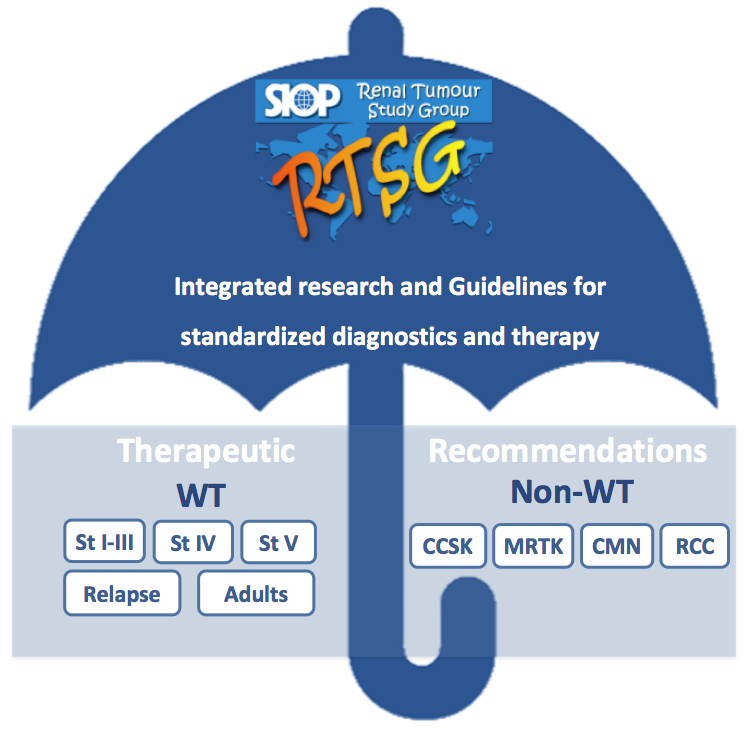 SIOP Renal Tumour
Study Group
RTSG
Integrated research and Guidelines for
standardized diagnostics and therapy
Therapeutic Recommendations
WT Non-WT
St I-III St IV St V CCSK MRTK CMN RCC
Relapse Adults